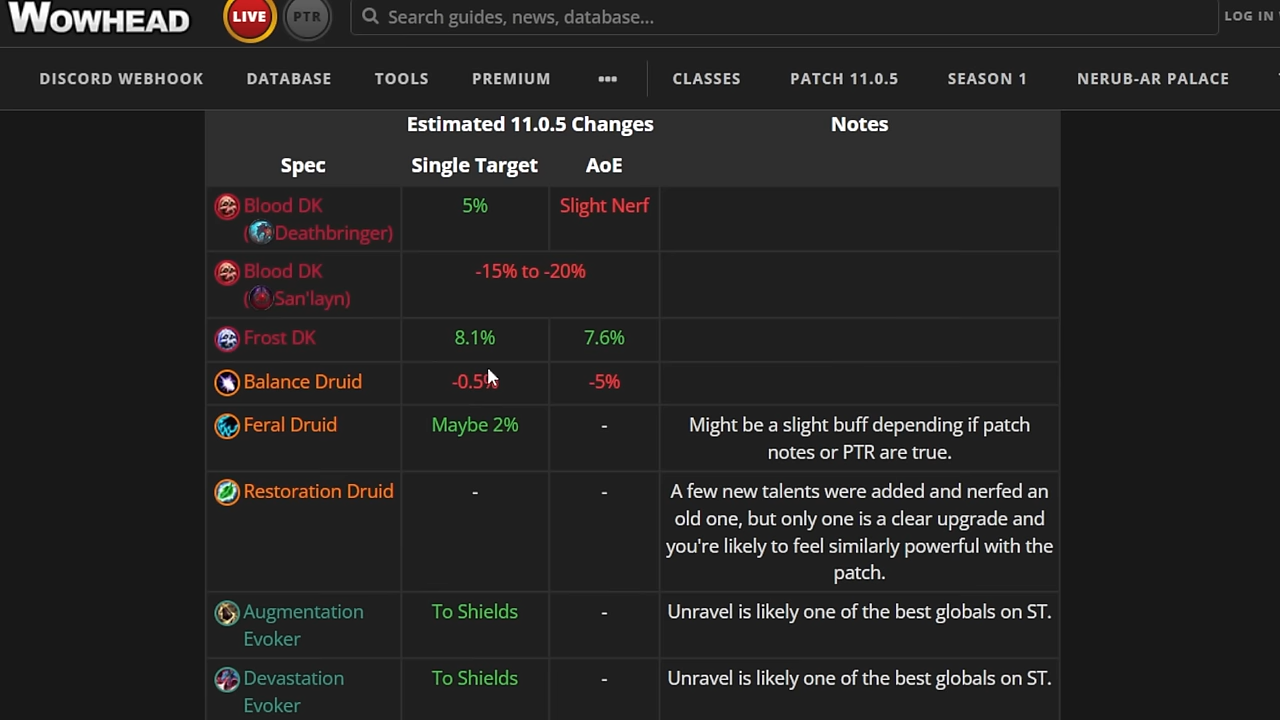 WOWHEAD
LIVE
PTR
Search guides, news, database...
LOG IN
DISCORD WEBHOOK
DATABASE
TOOLS
PREMIUM
•••
CLASSES
PATCH 11.0.5
SEASON 1
NERUB-AR PALACE
Estimated 11.0.5 Changes
Notes
Spec
Single Target
AoE
Blood DK
(Deathbringer)
5%
Slight Nerf
Blood DK
(San'layn)
-15% to -20%
Frost DK
8.1%
7.6%
Balance Druid
-0.5%
-5%
Feral Druid
Maybe 2%
-
Might be a slight buff depending if patch
notes or PTR are true.
Restoration Druid
-
-
A few new talents were added and nerfed an
old one, but only one is a clear upgrade and
you're likely to feel similarly powerful with the
patch.
Augmentation
Evoker
To Shields
-
Unravel is likely one of the best globals on ST.
Devastation
Evoker
To Shields
-
Unravel is likely one of the best globals on ST.